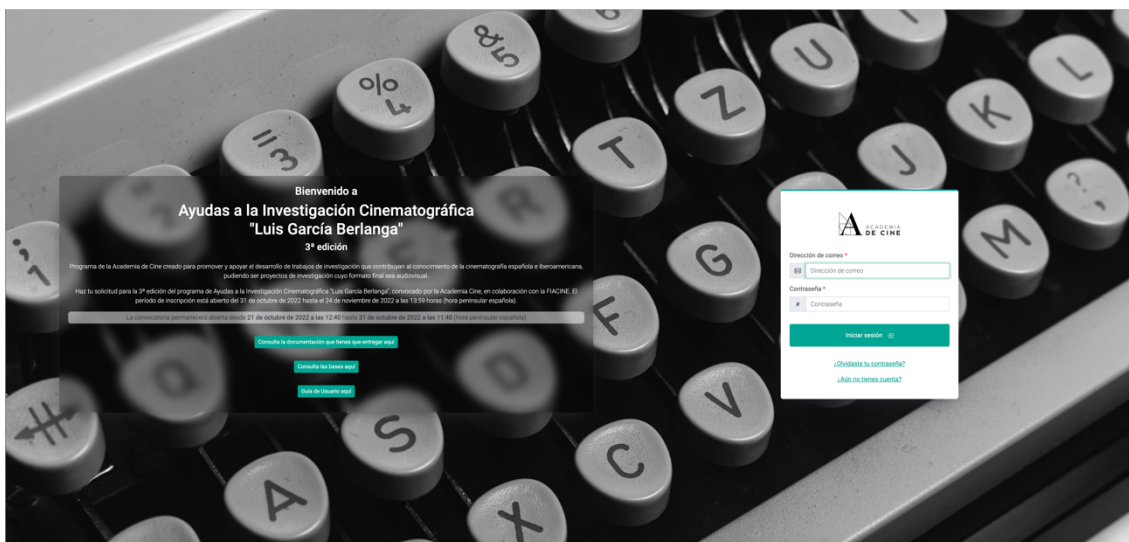 Bienvenido a
Ayudas a la Investigación Cinematográfica
"Luis García Berlanga"
3ª edición
Programa de la Academia de Cine creado para promover y apoyar el desarrollo de trabajos de investigación que contribuyan al conocimiento de la cinematografía española e iberoamericana,
pudiendo ser proyectos de investigación cuyo formato final sea audiovisual.
Haz tu solicitud para la 3ª edición del programa de Ayudas a la Investigación Cinematográfica "Luis García Berlanga", convocado por la Academia Cine, en colaboración con la FIACINE. El
período de inscripción está abierto del 31 de octubre de 2022 hasta el 24 de noviembre de 2022 a las 13:59 horas (hora peninsular española).
La convocatoria permanecerá abierta desde 21 de octubre de 2022 a las 12:40 hasta 31 de octubre de 2022 a las 11:40 (hora peninsular española)
Consulta la documentación que tienes que entregar aquí
Consulta las bases aquí
Guía de Usuario aquí
ACADEMIA
DE CINE
Dirección de correo *
Dirección de correo
Contraseña *
# Contraseña
Iniciar sesión
¿Olvidaste tu contraseña?
¿Aún no tienes cuenta?
&
5
%
4
=
3
;
1
R
T
Z
U
I
L
K
J
?
,
M
G
F
V
C
D
Q
S
A
X